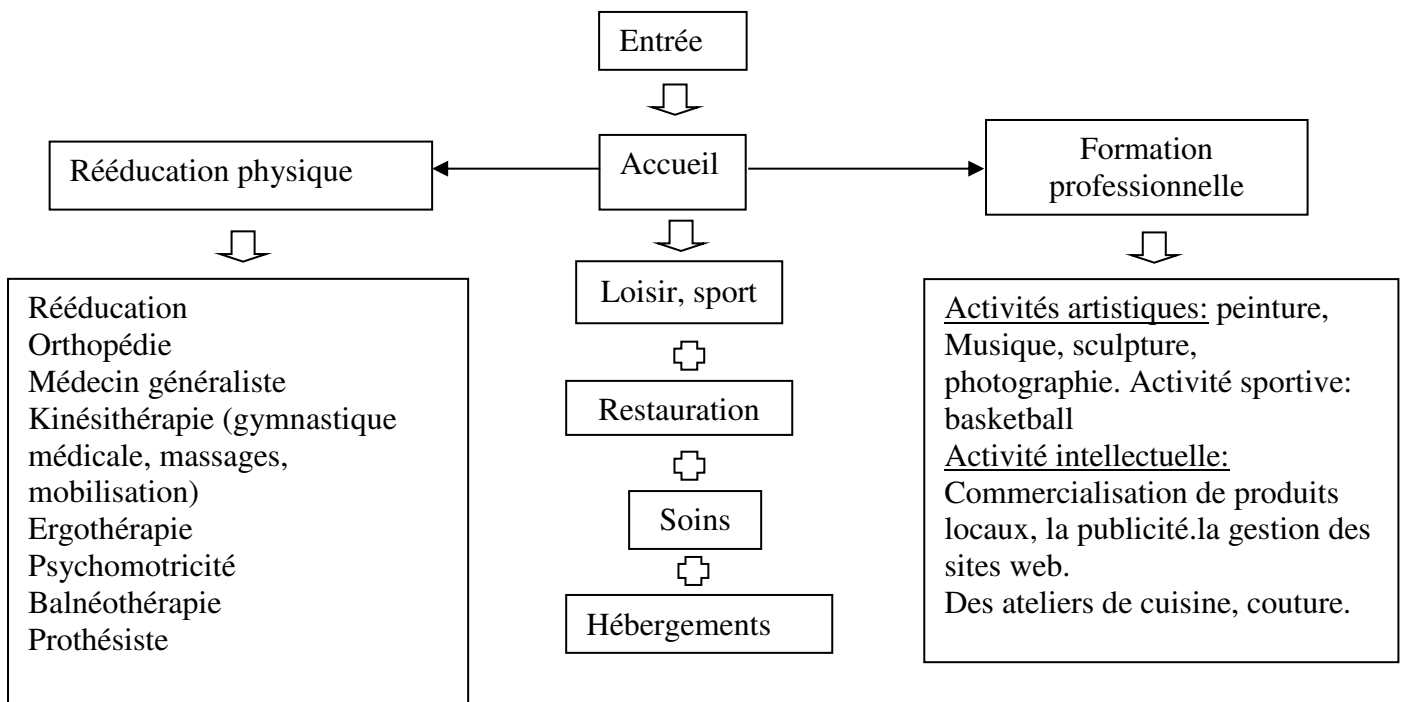 Entrée
Rééducation physique
Accueil
Formation
professionnelle
Rééducation
Orthopédie
Médecin généraliste
Kinésithérapie (gymnastique
médicale, massages,
mobilisation)
Ergothérapie
Psychomotricité
Balnéothérapie
Prothésiste
Loisir, sport
Restauration
Soins
Hébergements
Activités artistiques: peinture,
Musique, sculpture,
photographie. Activité sportive:
basketball
Activité intellectuelle:
Commercialisation de produits
locaux, la publicité.la gestion des
sites web.
Des ateliers de cuisine, couture.